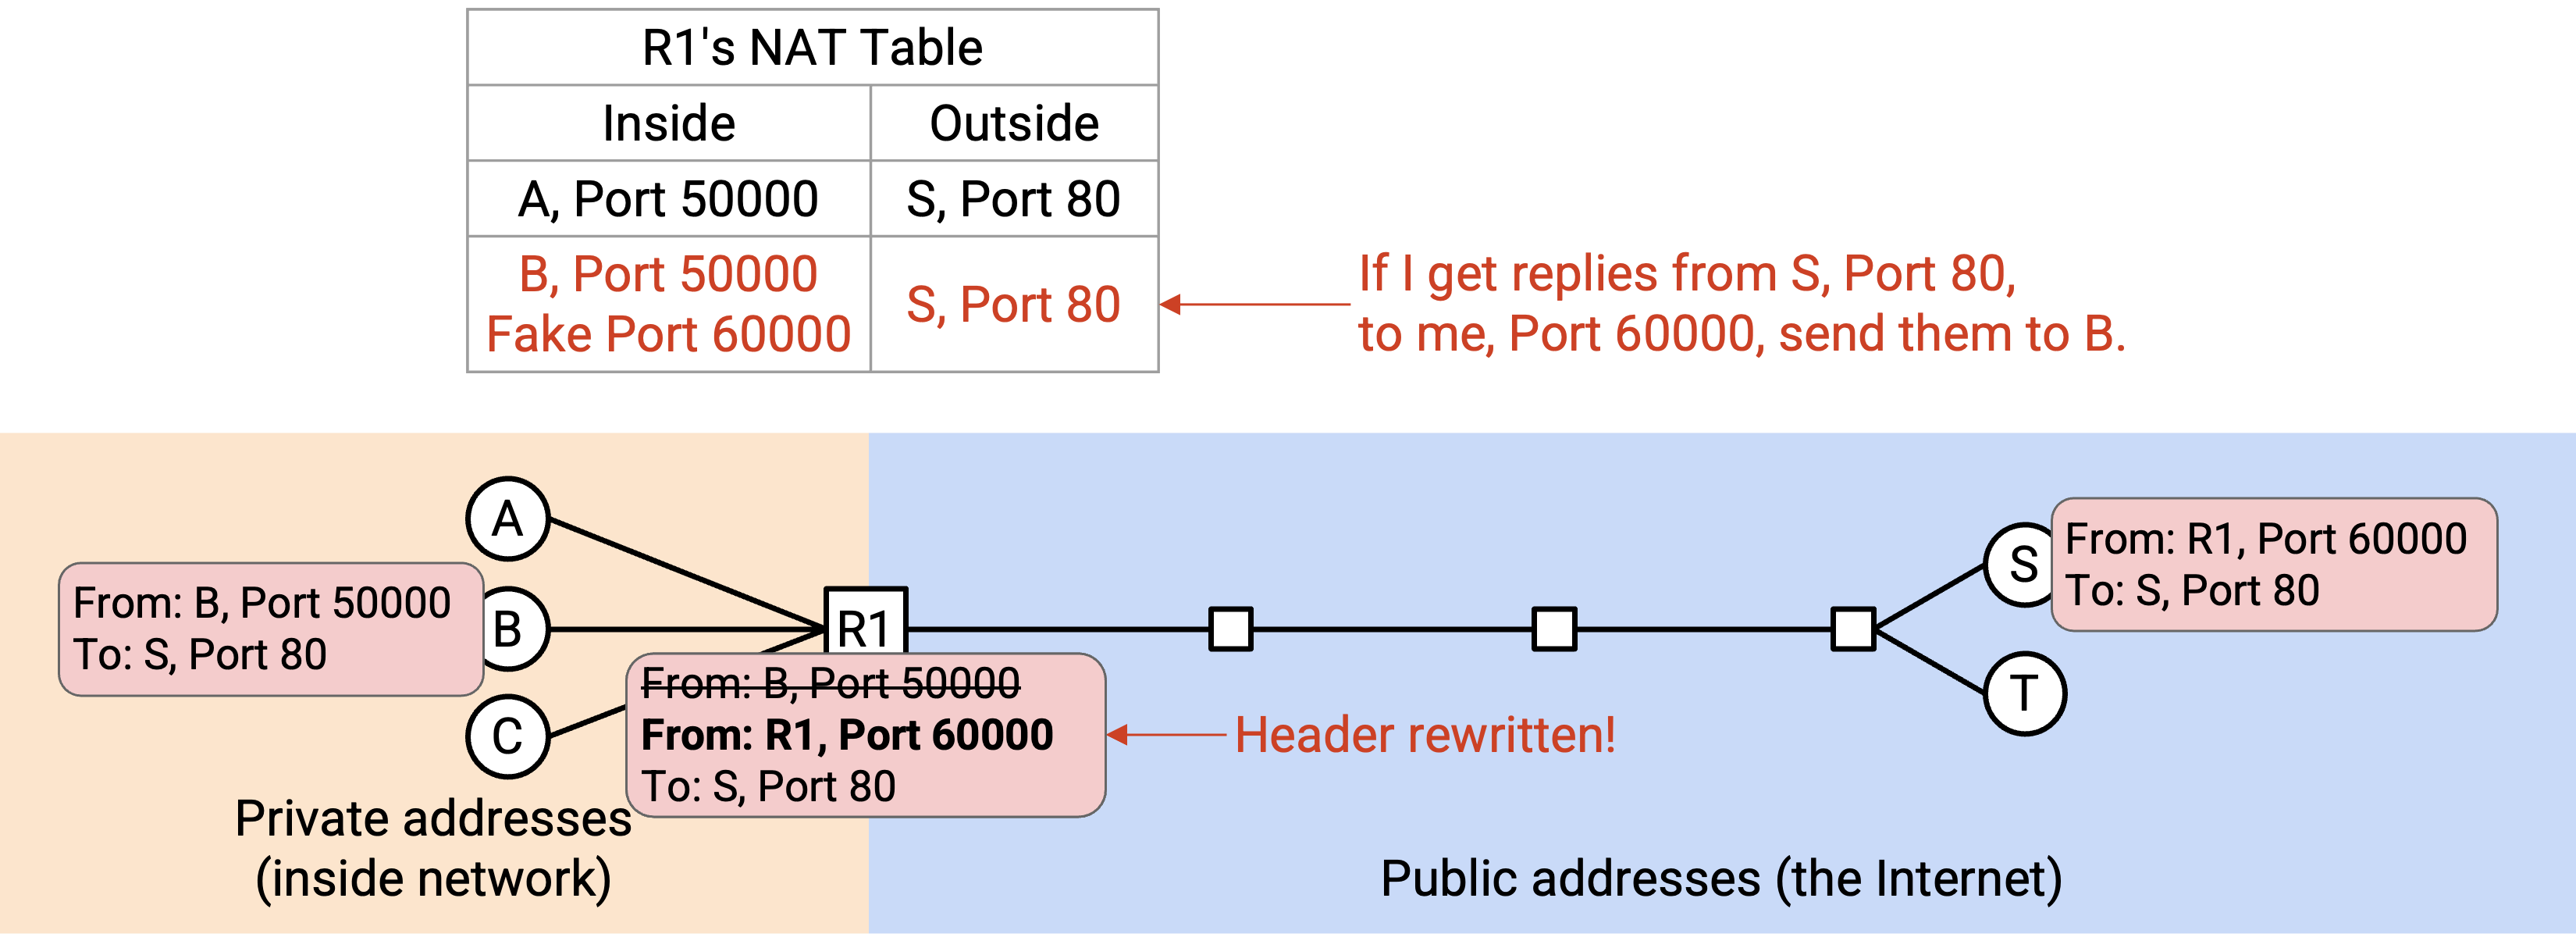 R1's NAT Table
Inside
Outside
A, Port 50000
S, Port 80
B, Port 50000
Fake Port 60000
S, Port 80
If I get replies from S, Port 80,
to me, Port 60000, send them to B.
A
From: B, Port 50000
To: S, Port 80
B
C
R1
From: B, Port 50000
From: R1, Port 60000
To: S, Port 80
Header rewritten!
S
From: R1, Port 60000
To: S, Port 80
T
Private addresses
(inside network)
Public addresses (the Internet)